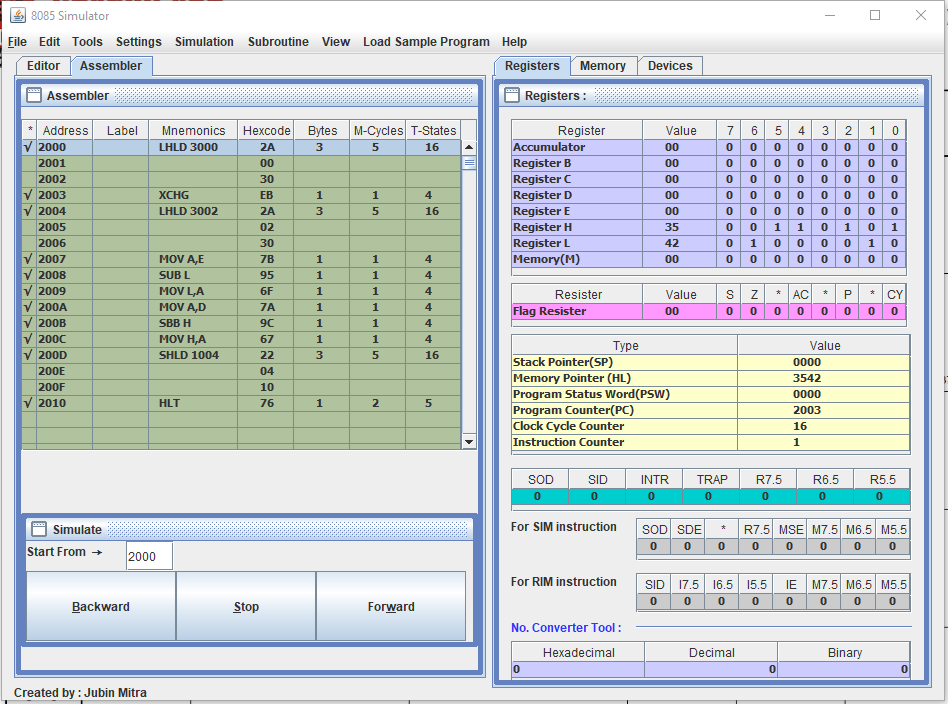 8085 Simulator
File Edit Tools Settings Simulation Subroutine View Load Sample Program Help
Editor Assembler
Assembler
* Address Label Mnemonics Hexcode Bytes M-Cycles T-States
√ 2000 LHLD 3000 2A 3 5 16
2001 00
2002 30
√ 2003 XCHG EB 1 1 4
√ 2004 LHLD 3002 2A 3 5 16
2005 02
2006 30
√ 2007 MOV A,E 7B 1 1 4
√ 2008 SUB L 95 1 1 4
√ 2009 MOV L,A 6F 1 1 4
√ 200A MOV A,D 7A 1 1 4
√ 200B SBB H 9C 1 1 4
√ 200C MOV H,A 67 1 1 4
√ 200D SHLD 1004 22 3 5 16
200E 04
200F 10
√ 2010 HLT 76 1 2 5
Simulate
Start From → 2000
Backward Stop Forward
Created by : Jubin Mitra
Registers Memory Devices
Registers :
Register Value 7 6 5 4 3 2 1 0
Accumulator 00 0 0 0 0 0 0 0 0
Register B 00 0 0 0 0 0 0 0 0
Register C 00 0 0 0 0 0 0 0 0
Register D 00 0 0 0 0 0 0 0 0
Register E 00 0 0 0 0 0 0 0 0
Register H 35 0 0 1 1 0 1 0 1
Register L 42 0 1 0 0 0 0 1 0
Memory(M) 00 0 0 0 0 0 0 0 0
Register Value S Z * AC * P * CY
Flag Resister 00 0 0 0 0 0 0 0 0
Type Value
Stack Pointer(SP) 0000
Memory Pointer (HL) 3542
Program Status Word(PSW) 0000
Program Counter(PC) 2003
Clock Cycle Counter 16
Instruction Counter 1
SOD SID INTR TRAP R7.5 R6.5 R5.5
0 0 0 0 0 0 0
For SIM instruction
SOD SDE * R7.5 MSE M7.5 M6.5 M5.5
0 0 0 0 0 0 0 0
For RIM instruction
SID I7.5 I6.5 I5.5 IE M7.5 M6.5 M5.5
0 0 0 0 0 0 0 0
No. Converter Tool :
Hexadecimal Decimal Binary
0 0 0